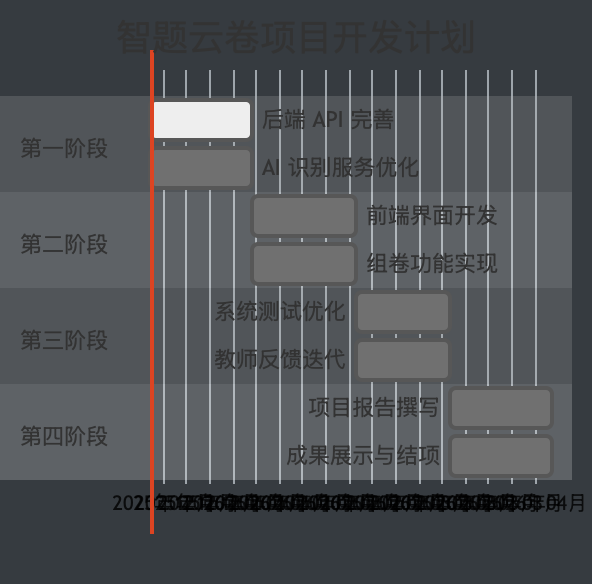 智题云卷项目开发计划
后端 API 完善
第一阶段
AI 识别服务优化
前端界面开发
第二阶段
组卷功能实现
系统测试优化
第三阶段
教师反馈迭代
项目报告撰写
第四阶段
成果展示与结项